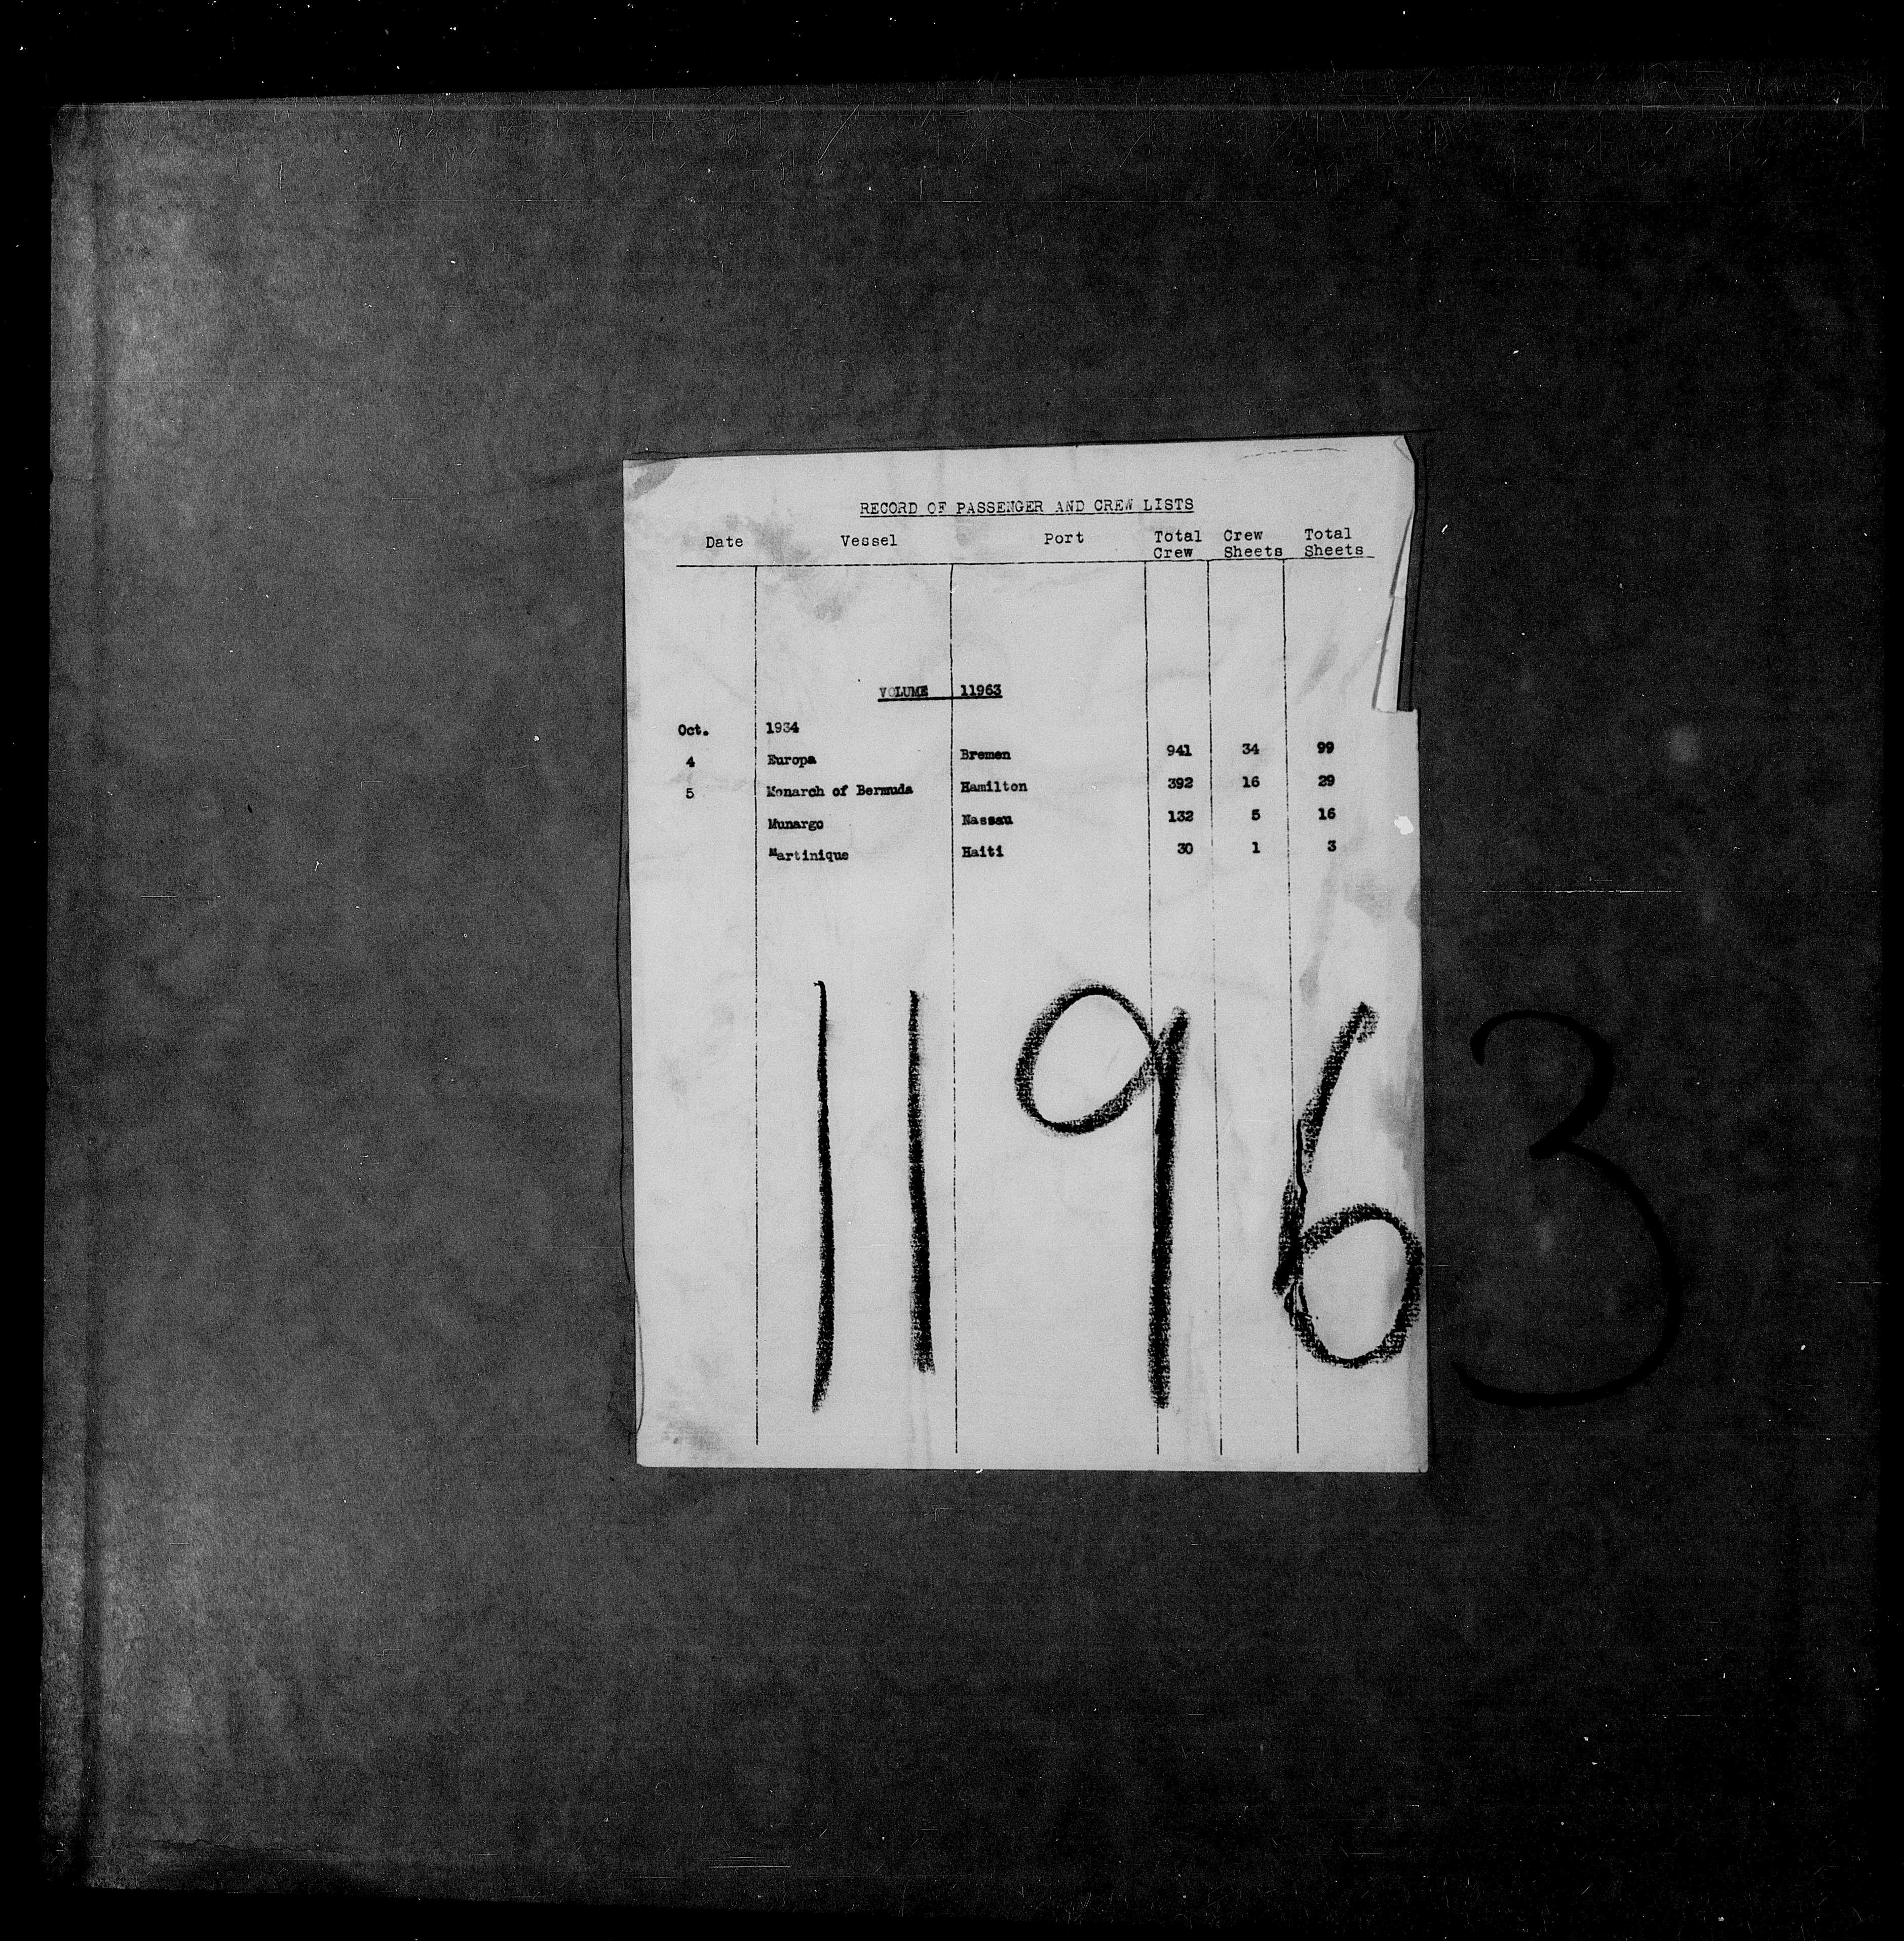 RECORD OF PASSENGER AND CREW LISTS
Date Vessel Port Total Crew Crew Sheets Total Sheets
VOLUME 11963
Oct. 1934
4 Europa Bremen 941 34 99
5 Monarch of Bermuda Hamilton 392 16 29
Munargo Nassau 132 5 16
Martinique Haiti 30 1 3
11963